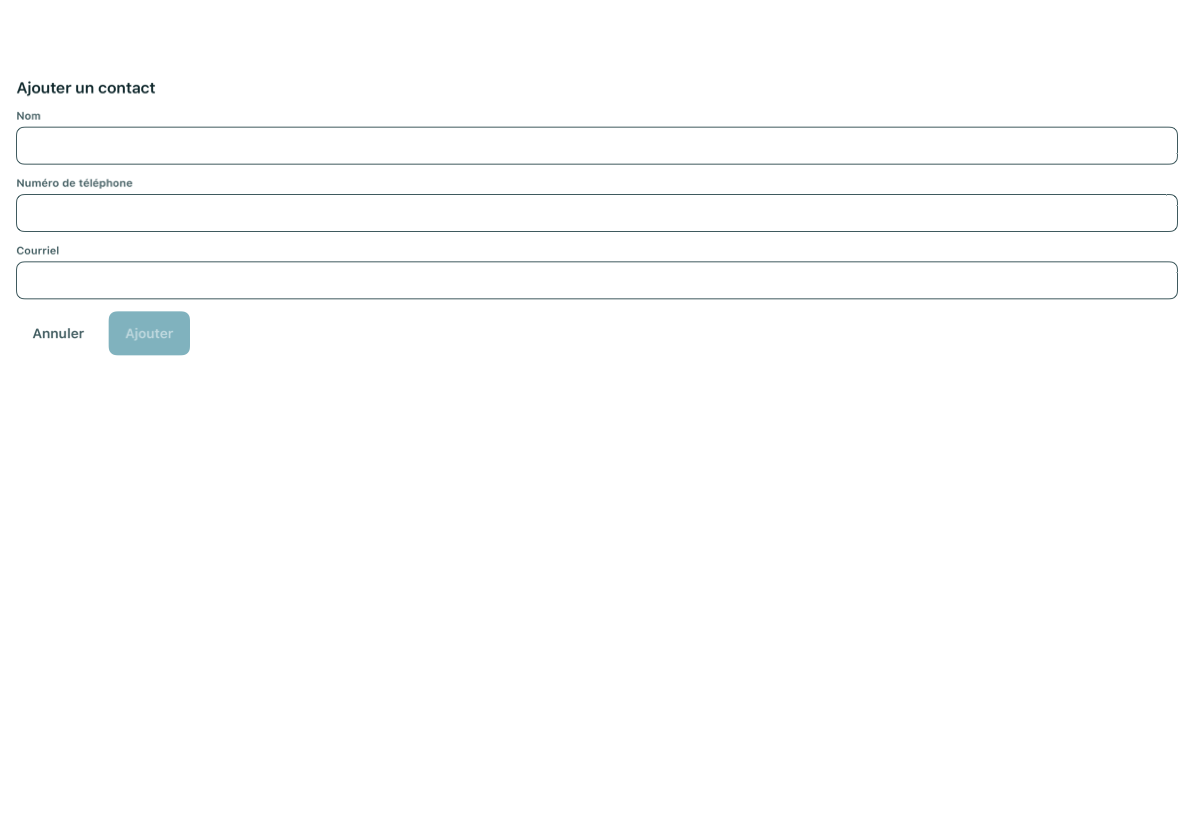 Ajouter un contact
Nom
Numéro de téléphone
Courriel
Annuler
Ajouter